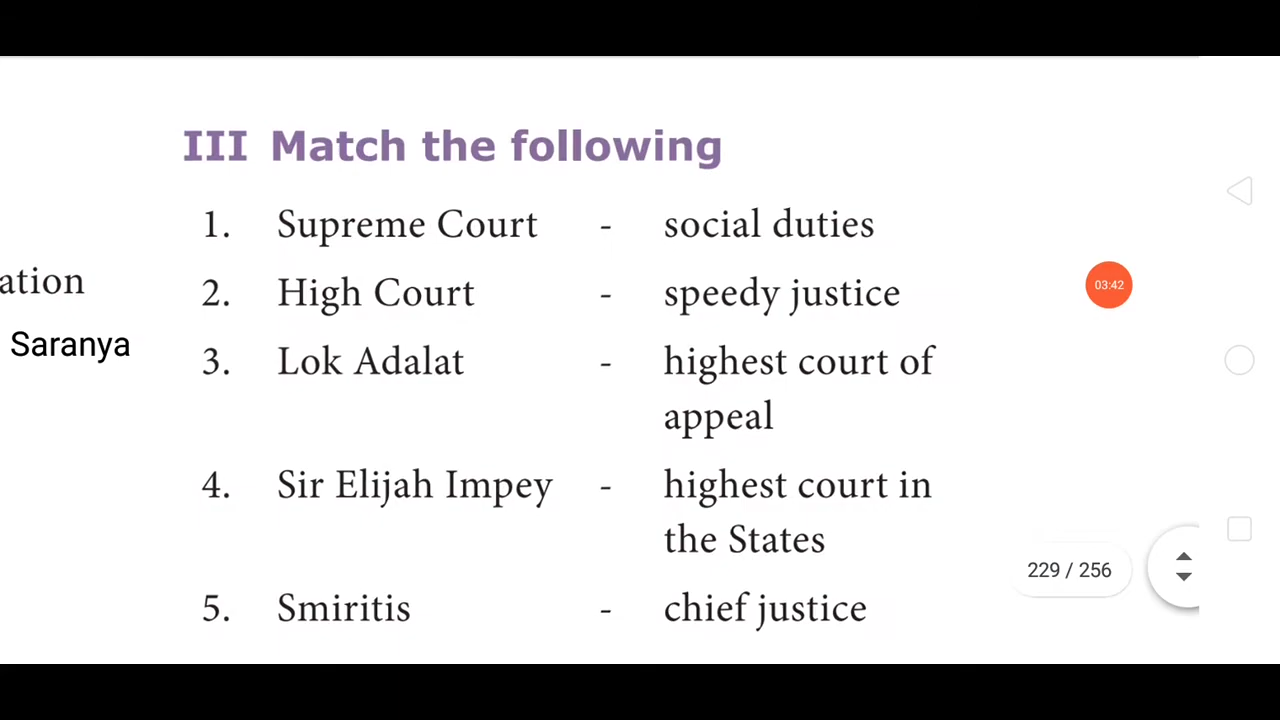 III Match the following
1. Supreme Court - social duties
ation
2. High Court - speedy justice
03:42
Saranya
3. Lok Adalat - highest court of
appeal
4. Sir Elijah Impey - highest court in
the States
229 / 256
5. Smiritis - chief justice